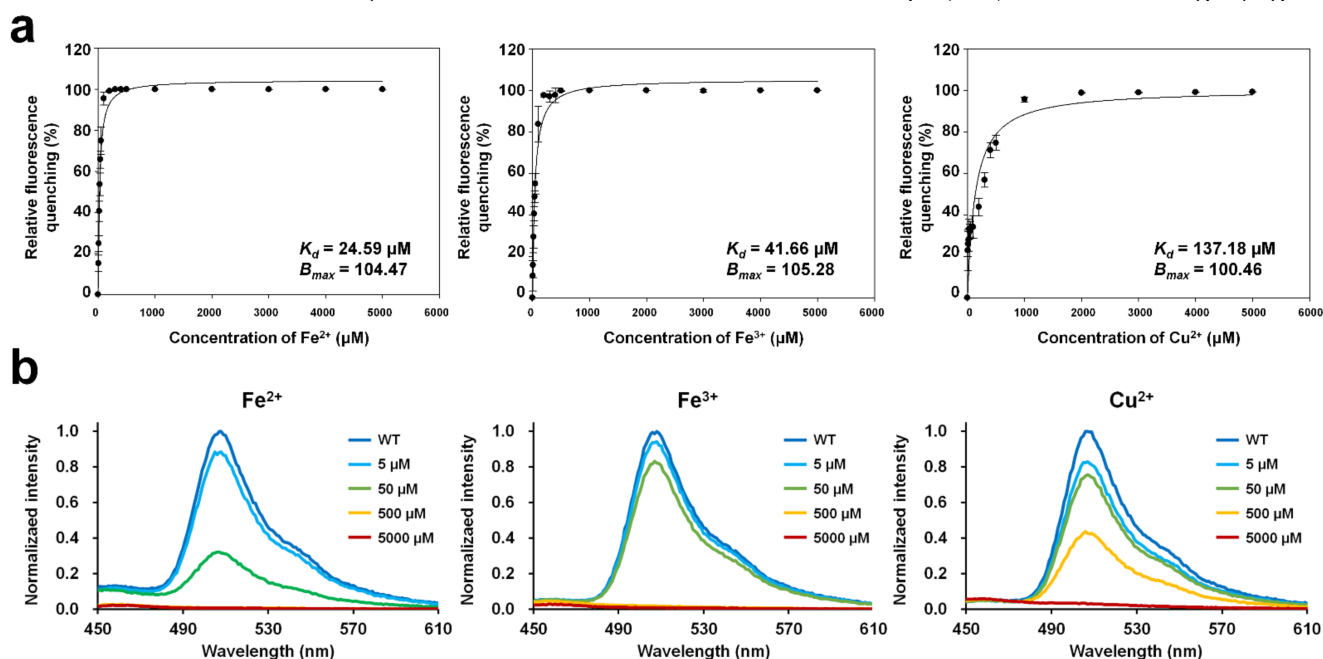 a
120
100
80
60
40
20
0
Relative fluorescence
quenching (%)
K_d = 24.59 µM
B_max = 104.47
0 1000 2000 3000 4000 5000 6000
Concentration of Fe²⁺ (µM)
120
100
80
60
40
20
0
Relative fluorescence
quenching (%)
K_d = 41.66 µM
B_max = 105.28
0 1000 2000 3000 4000 5000 6000
Concentration of Fe³⁺ (µM)
120
100
80
60
40
20
0
Relative fluorescence
quenching (%)
K_d = 137.18 µM
B_max = 100.46
0 1000 2000 3000 4000 5000 6000
Concentration of Cu²⁺ (µM)
b
Fe²⁺
1.0
0.8
0.6
0.4
0.2
0.0
Normalizaed intensity
WT
5 µM
50 µM
500 µM
5000 µM
450 490 530 570 610
Wavelength (nm)
Fe³⁺
1.0
0.8
0.6
0.4
0.2
0.0
Normalizaed intensity
WT
5 µM
50 µM
500 µM
5000 µM
450 490 530 570 610
Wavelength (nm)
Cu²⁺
1.0
0.8
0.6
0.4
0.2
0.0
Normalizaed intensity
WT
5 µM
50 µM
500 µM
5000 µM
450 490 530 570 610
Wavelength (nm)